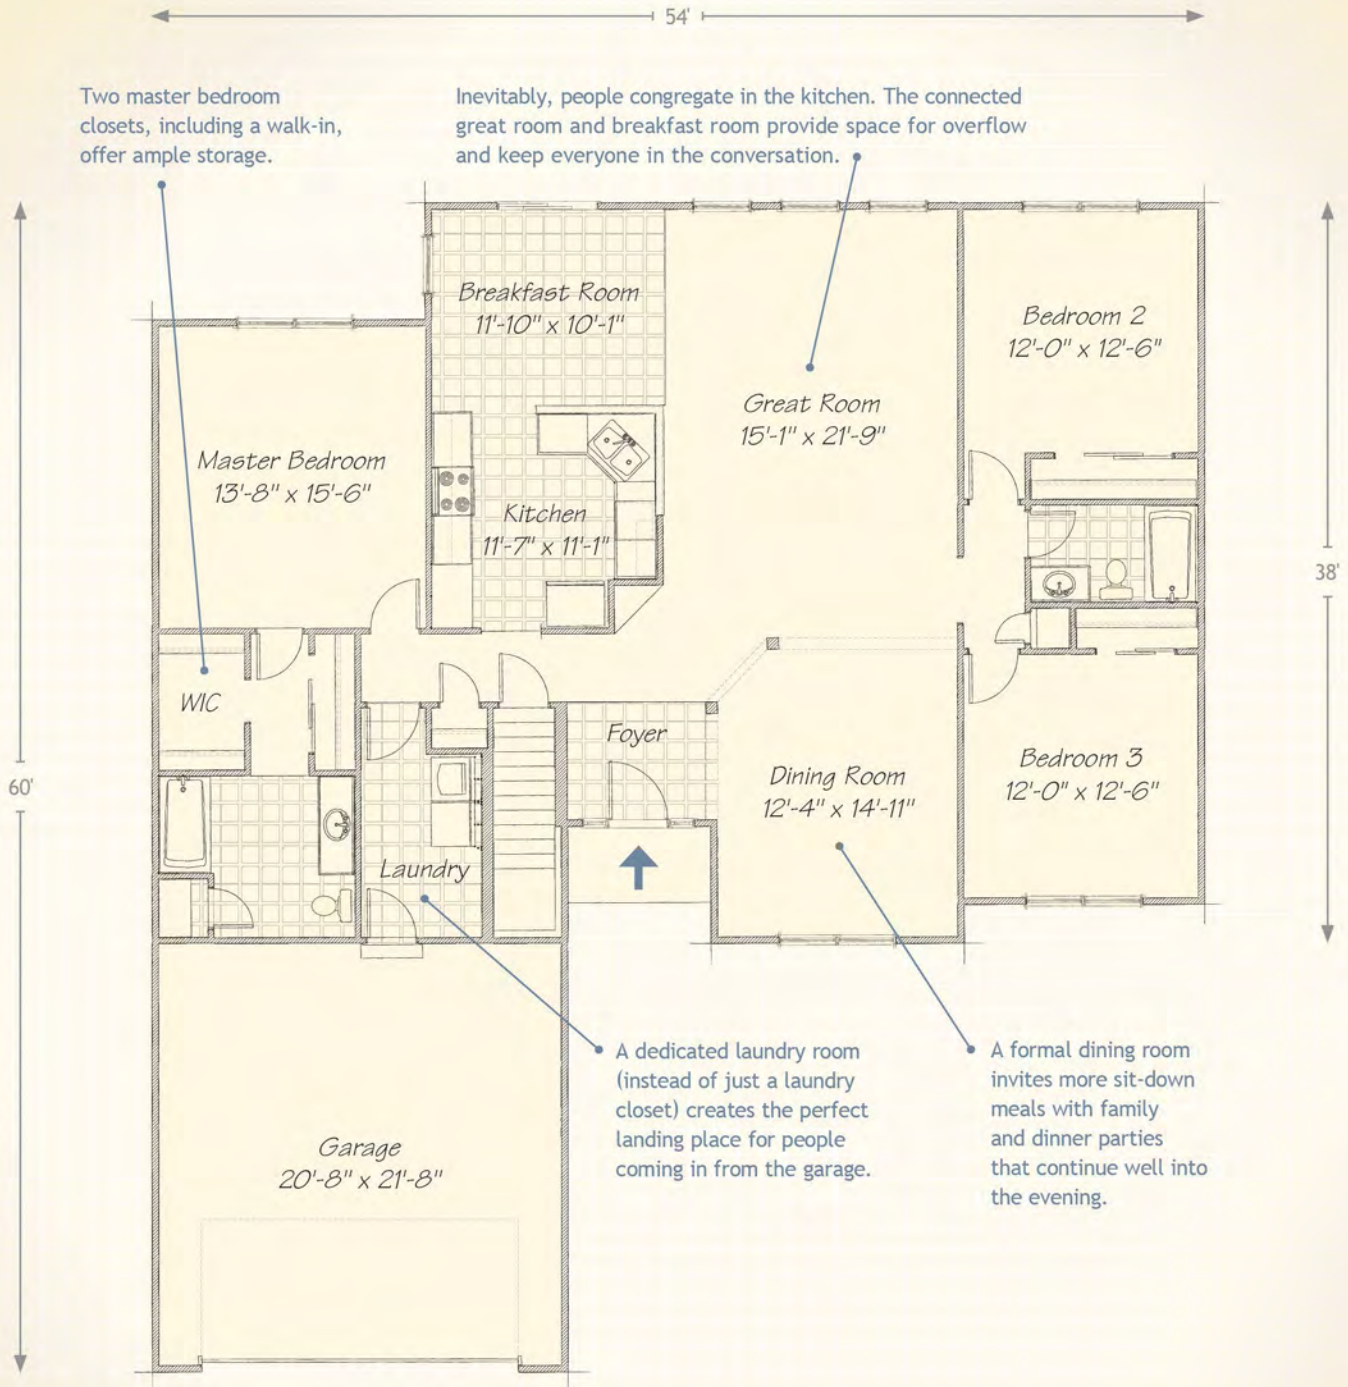 54'
Two master bedroom
closets, including a walk-in,
offer ample storage.
Inevitably, people congregate in the kitchen. The connected
great room and breakfast room provide space for overflow
and keep everyone in the conversation.
Breakfast Room
11'-10" x 10'-1"
Bedroom 2
12'-0" x 12'-6"
Great Room
15'-1" x 21'-9"
Master Bedroom
13'-8" x 15'-6"
Kitchen
11'-7" x 11'-1"
38'
WIC
Foyer
60'
Bedroom 3
12'-0" x 12'-6"
Dining Room
12'-4" x 14'-11"
Laundry
A dedicated laundry room
(instead of just a laundry
closet) creates the perfect
landing place for people
coming in from the garage.
A formal dining room
invites more sit-down
meals with family
and dinner parties
that continue well into
the evening.
Garage
20'-8" x 21'-8"